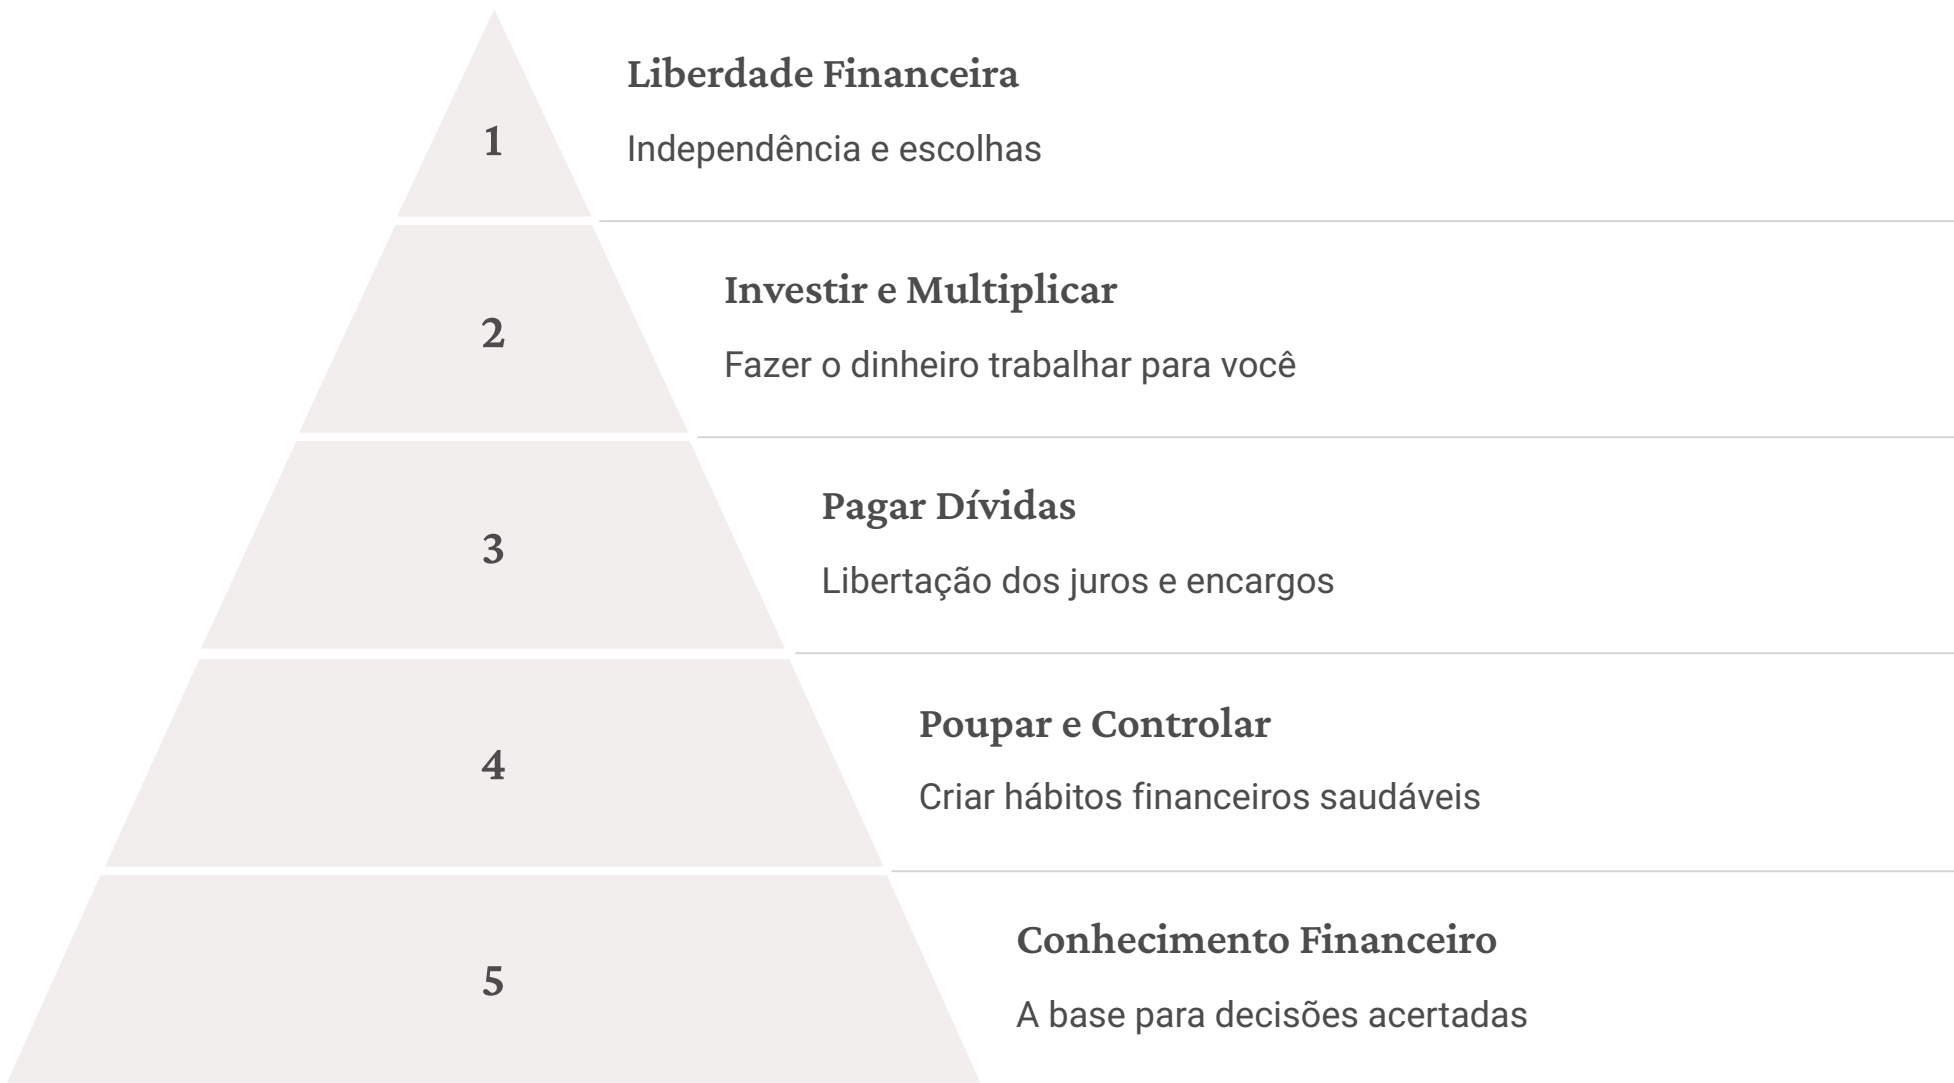 1
Liberdade Financeira
Independência e escolhas
2
Investir e Multiplicar
Fazer o dinheiro trabalhar para você
3
Pagar Dívidas
Libertação dos juros e encargos
4
Poupar e Controlar
Criar hábitos financeiros saudáveis
5
Conhecimento Financeiro
A base para decisões acertadas